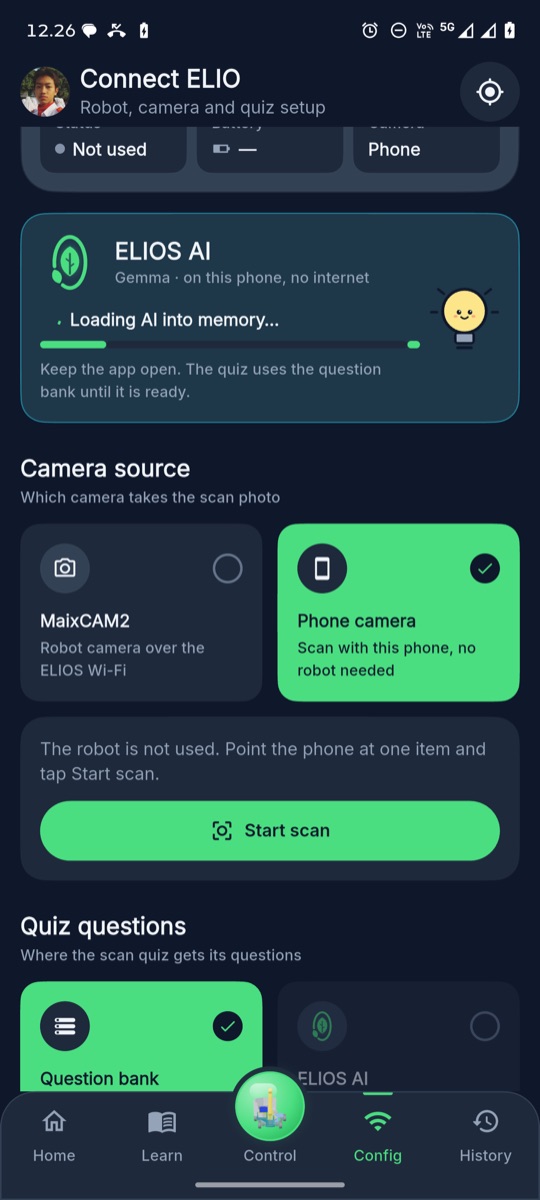 12.26
Vo
LTE
5G
Connect ELIO
Robot, camera and quiz setup
Not used
—
Phone
ELIOS AI
Gemma · on this phone, no internet
Loading AI into memory...
Keep the app open. The quiz uses the question
bank until it is ready.
Camera source
Which camera takes the scan photo
MaixCAM2
Robot camera over the
ELIOS Wi-Fi
Phone camera
Scan with this phone, no
robot needed
The robot is not used. Point the phone at one item and
tap Start scan.
Start scan
Quiz questions
Where the scan quiz gets its questions
Question bank
ELIOS AI
Home
Learn
Control
Config
History